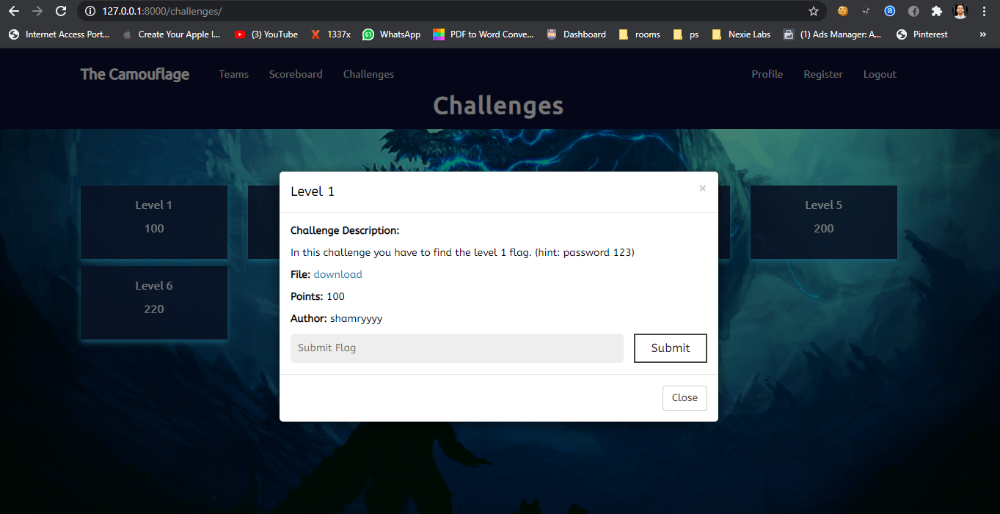 127.0.0.1:8000/challenges/
Internet Access Port... Create Your Apple I... (3) YouTube 1337x WhatsApp PDF to Word Conve... Dashboard rooms ps Nexie Labs (1) Ads Manager: A... Pinterest »
The Camouflage Teams Scoreboard Challenges Profile Register Logout
Challenges
Level 1 ×
Level 1 Level 5
100 200
Challenge Description:
In this challenge you have to find the level 1 flag. (hint: password 123)
File: download
Level 6
Points: 100
220
Author: shamryyyy
Submit Flag Submit
Close